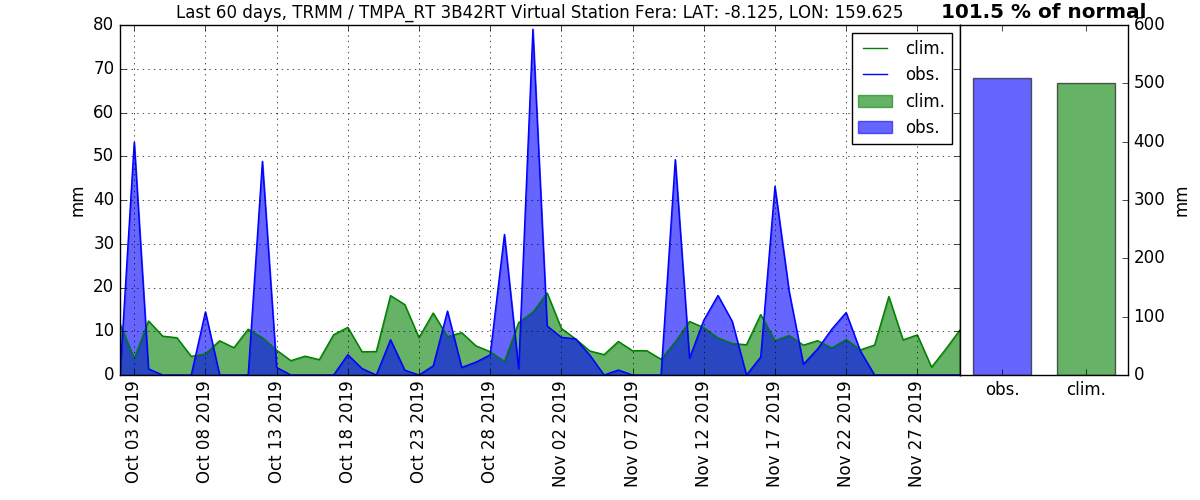 Last 60 days, TRMM / TMPA_RT 3B42RT Virtual Station Fera: LAT: -8.125, LON: 159.625
101.5 % of normal
80
70
60
50
40
30
20
10
0
mm
clim.
obs.
clim.
obs.
600
500
400
300
200
100
0
mm
obs.
clim.
Oct 03 2019
Oct 08 2019
Oct 13 2019
Oct 18 2019
Oct 23 2019
Oct 28 2019
Nov 02 2019
Nov 07 2019
Nov 12 2019
Nov 17 2019
Nov 22 2019
Nov 27 2019